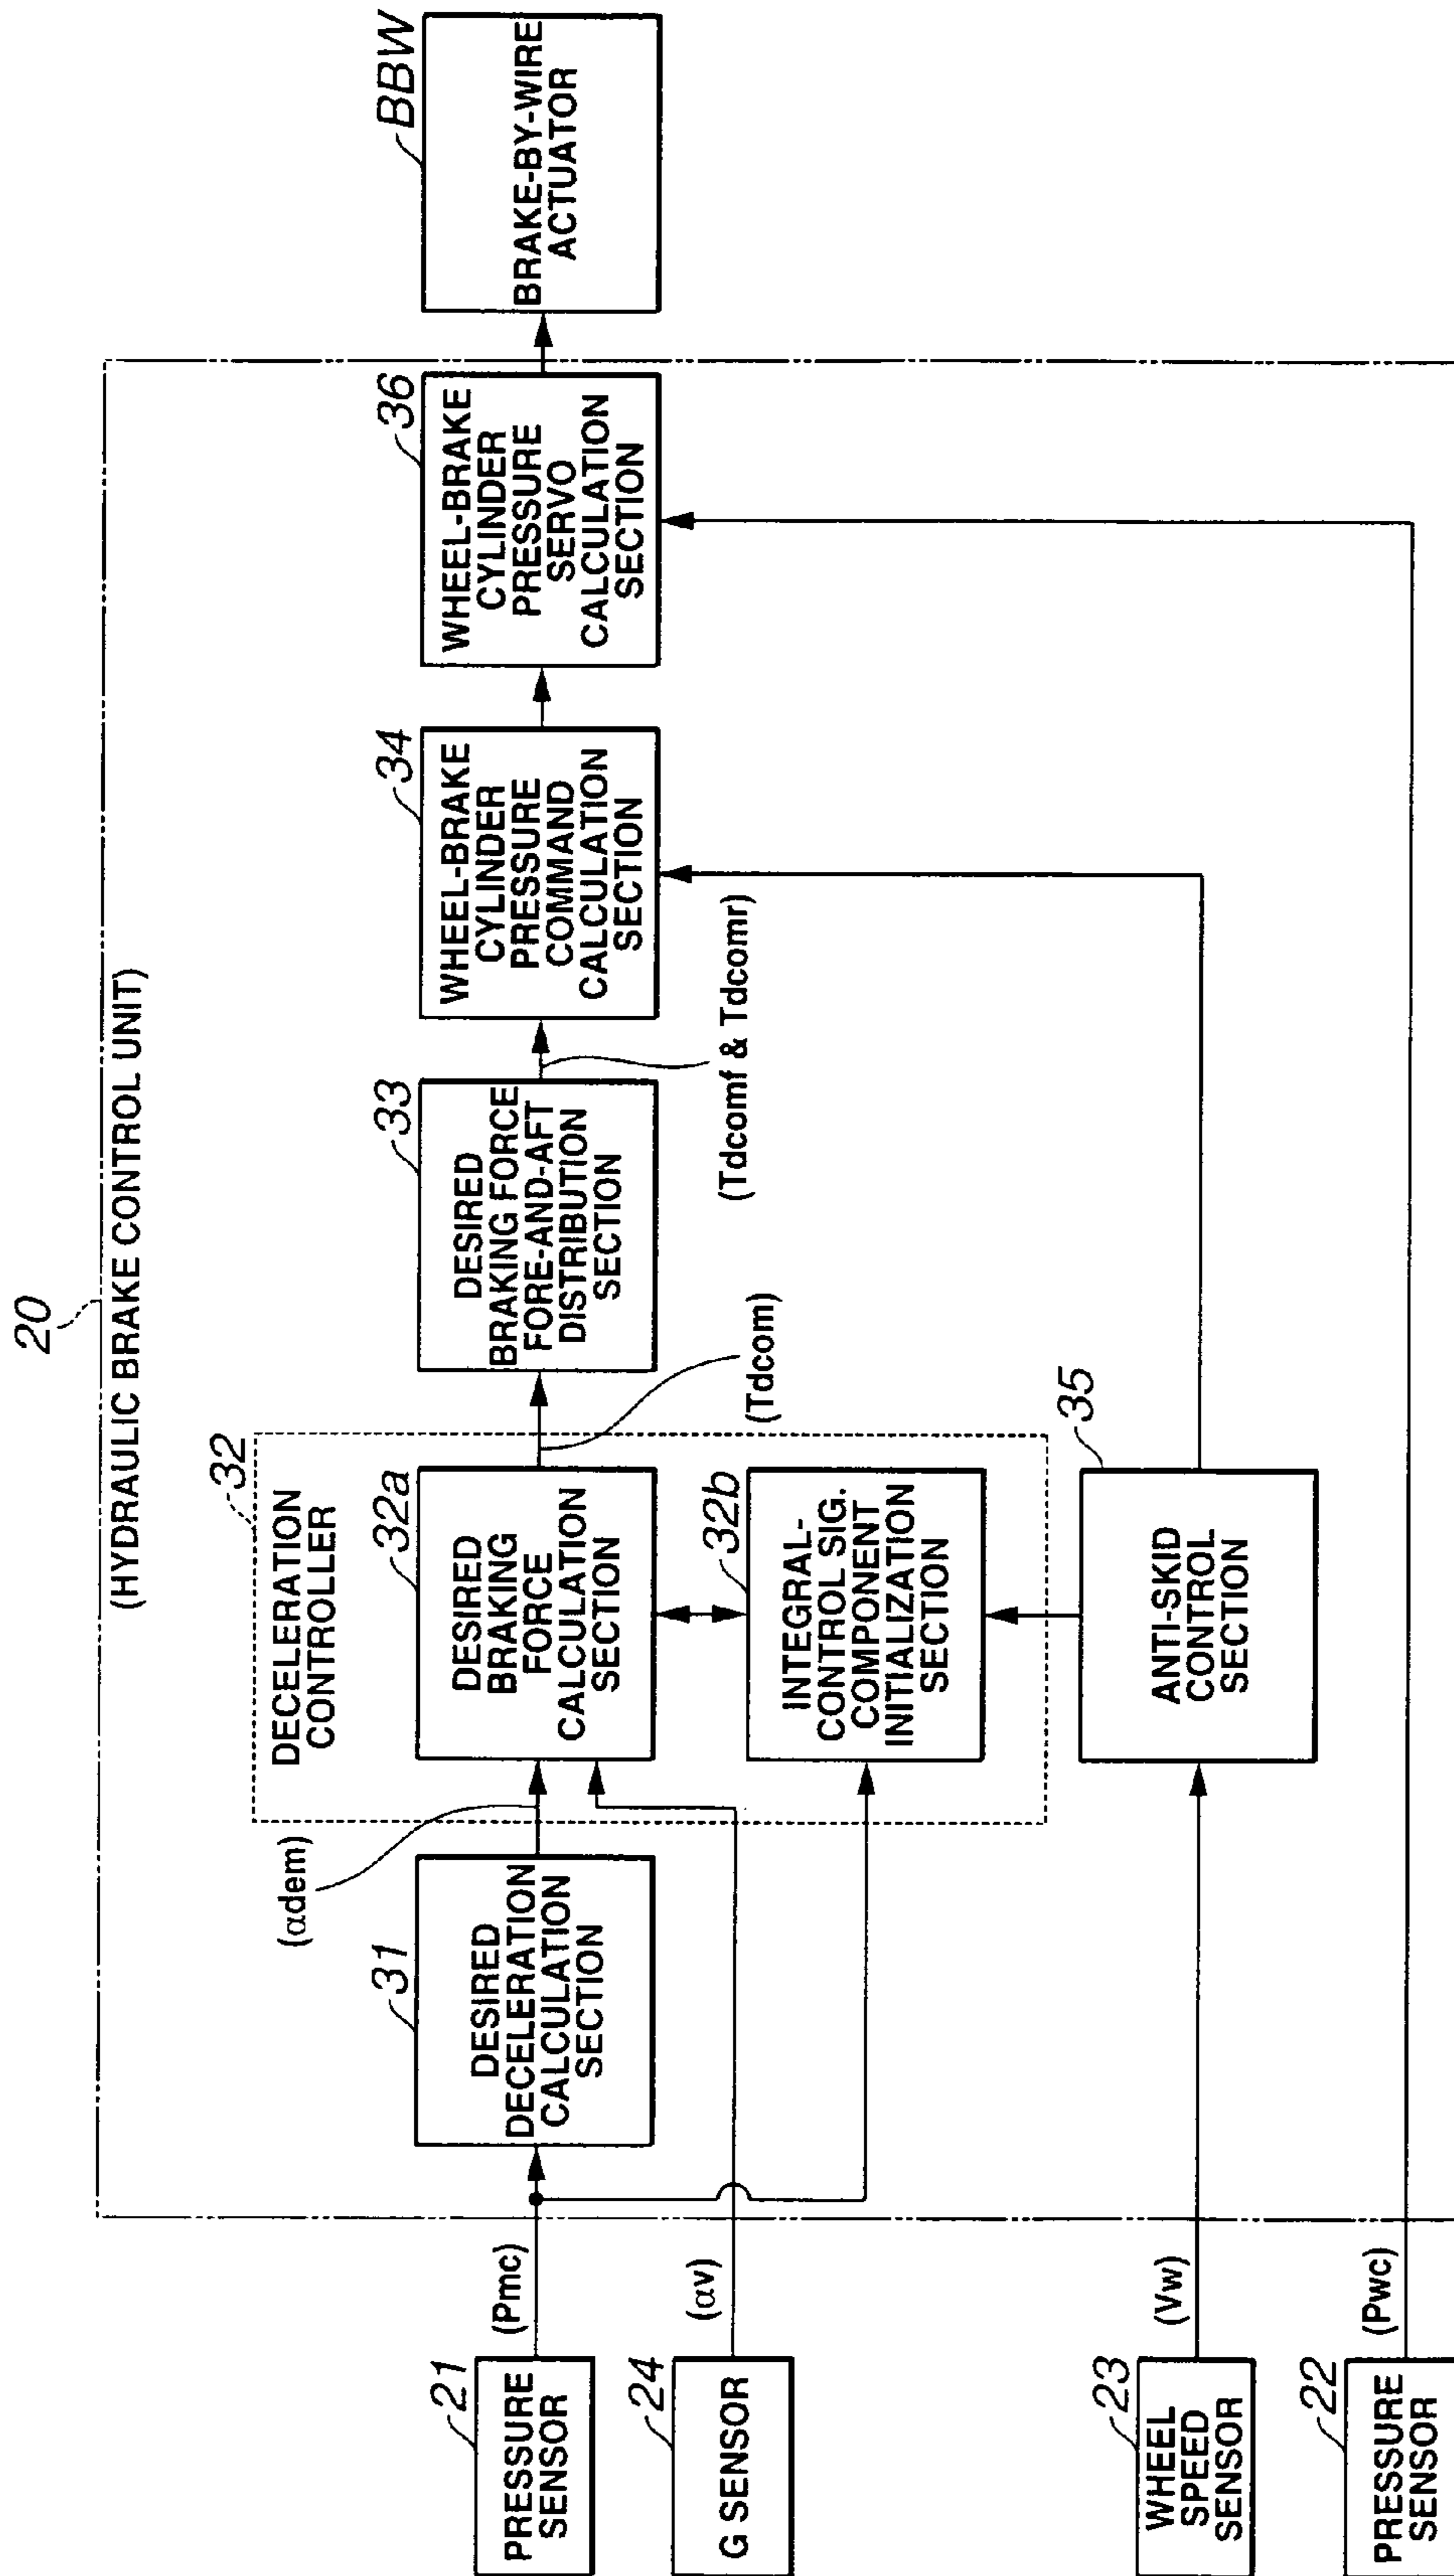 20
(HYDRAULIC BRAKE CONTROL UNIT)
21
PRESSURE
SENSOR
(Pmc)
24
G SENSOR
(αv)
23
WHEEL
SPEED
SENSOR
(Vw)
22
PRESSURE
SENSOR
(Pwc)
31
DESIRED
DECELERATION
CALCULATION
SECTION
(αdem)
32
DECELERATION
CONTROLLER
32a
DESIRED
BRAKING
FORCE
CALCULATION
SECTION
32b
INTEGRAL-
CONTROL SIG.
COMPONENT
INITIALIZATION
SECTION
35
ANTI-SKID
CONTROL
SECTION
(Tdcom)
33
DESIRED
BRAKING FORCE
FORE-AND-AFT
DISTRIBUTION
SECTION
(Tdcomf & Tdcomr)
34
WHEEL-BRAKE
CYLINDER
PRESSURE
COMMAND
CALCULATION
SECTION
36
WHEEL-BRAKE
CYLINDER
PRESSURE
SERVO
CALCULATION
SECTION
BBW
BRAKE-BY-WIRE
ACTUATOR